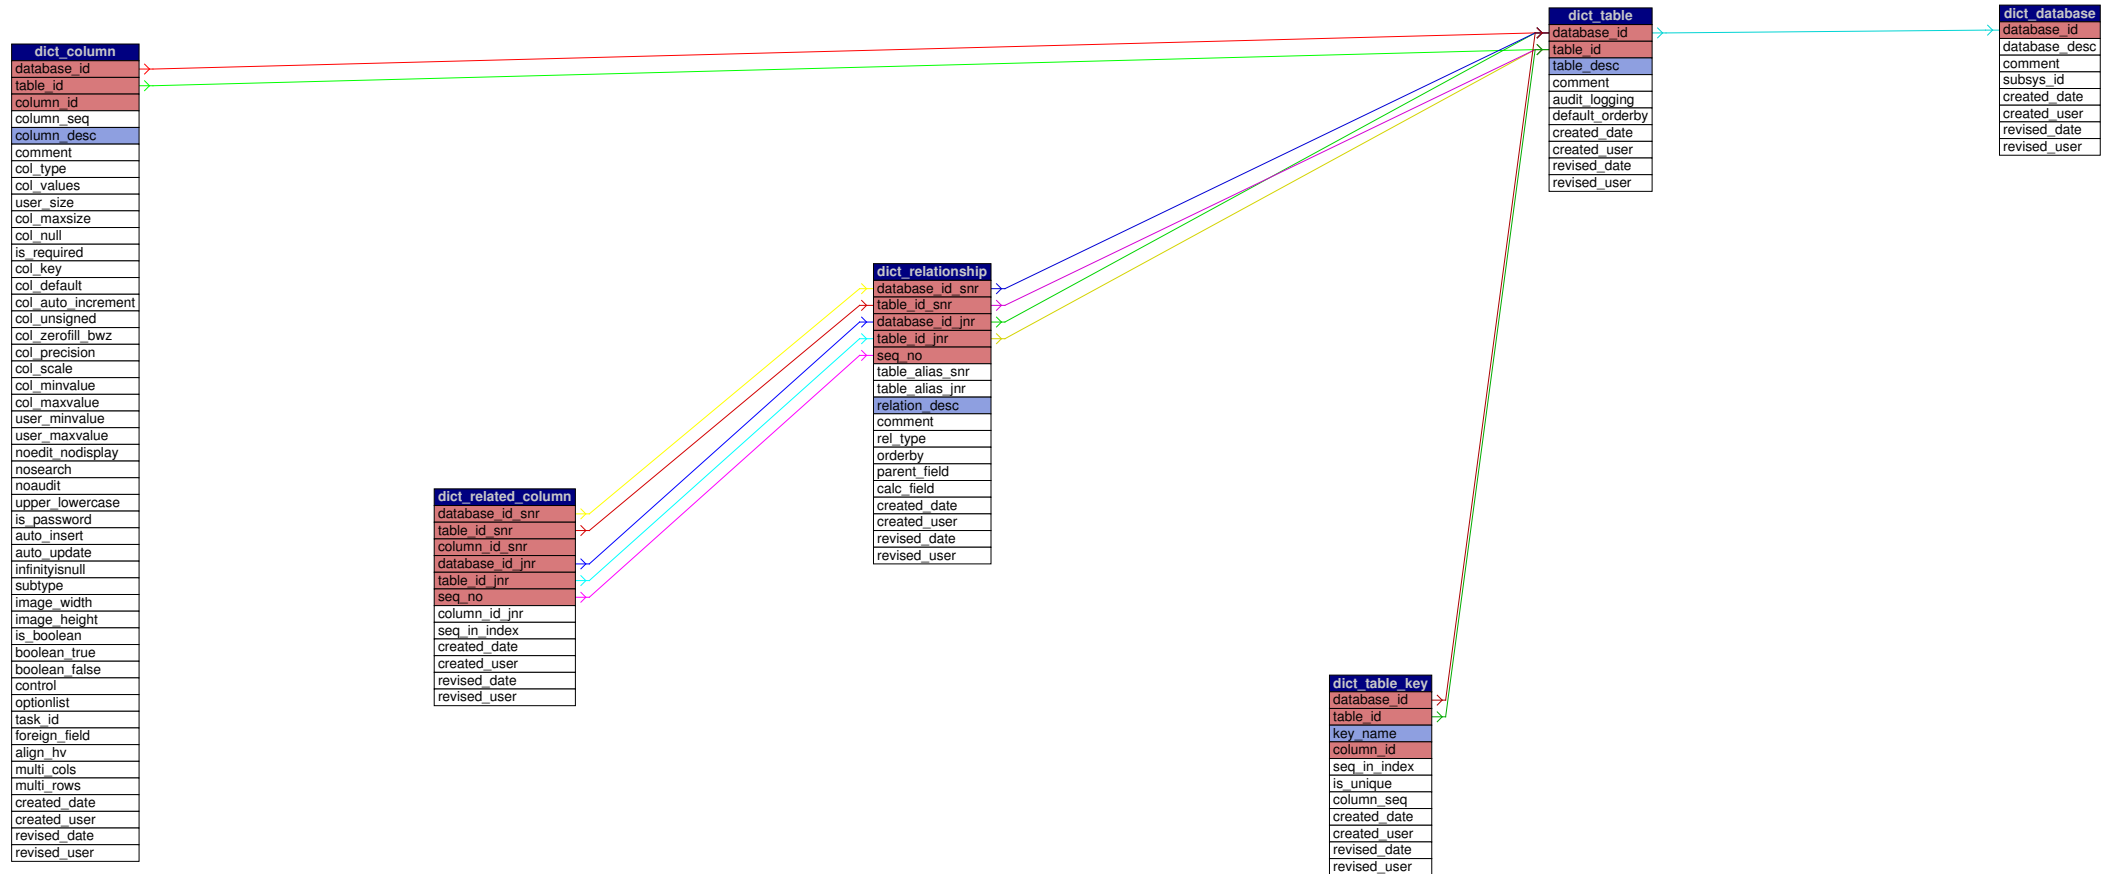 dict_column
database_id
table_id
column_id
column_seq
column_desc
comment
col_type
col_values
user_size
col_maxsize
col_null
is_required
col_key
col_default
col_auto_increment
col_unsigned
col_zerofill_bwz
col_precision
col_scale
col_minvalue
col_maxvalue
user_minvalue
user_maxvalue
noedit_nodisplay
nosearch
noaudit
upper_lowercase
is_password
auto_insert
auto_update
infinityisnull
subtype
image_width
image_height
is_boolean
boolean_true
boolean_false
control
optionlist
task_id
foreign_field
align_hv
multi_cols
multi_rows
created_date
created_user
revised_date
revised_user
dict_related_column
database_id_snr
table_id_snr
column_id_snr
database_id_jnr
table_id_jnr
seq_no
column_id_jnr
seq_in_index
created_date
created_user
revised_date
revised_user
dict_relationship
database_id_snr
table_id_snr
database_id_jnr
table_id_jnr
seq_no
table_alias_snr
table_alias_jnr
relation_desc
comment
rel_type
orderby
parent_field
calc_field
created_date
created_user
revised_date
revised_user
dict_table_key
database_id
table_id
key_name
column_id
seq_in_index
is_unique
column_seq
created_date
created_user
revised_date
revised_user
dict_table
database_id
table_id
table_desc
comment
audit_logging
default_orderby
created_date
created_user
revised_date
revised_user
dict_database
database_id
database_desc
comment
subsys_id
created_date
created_user
revised_date
revised_user